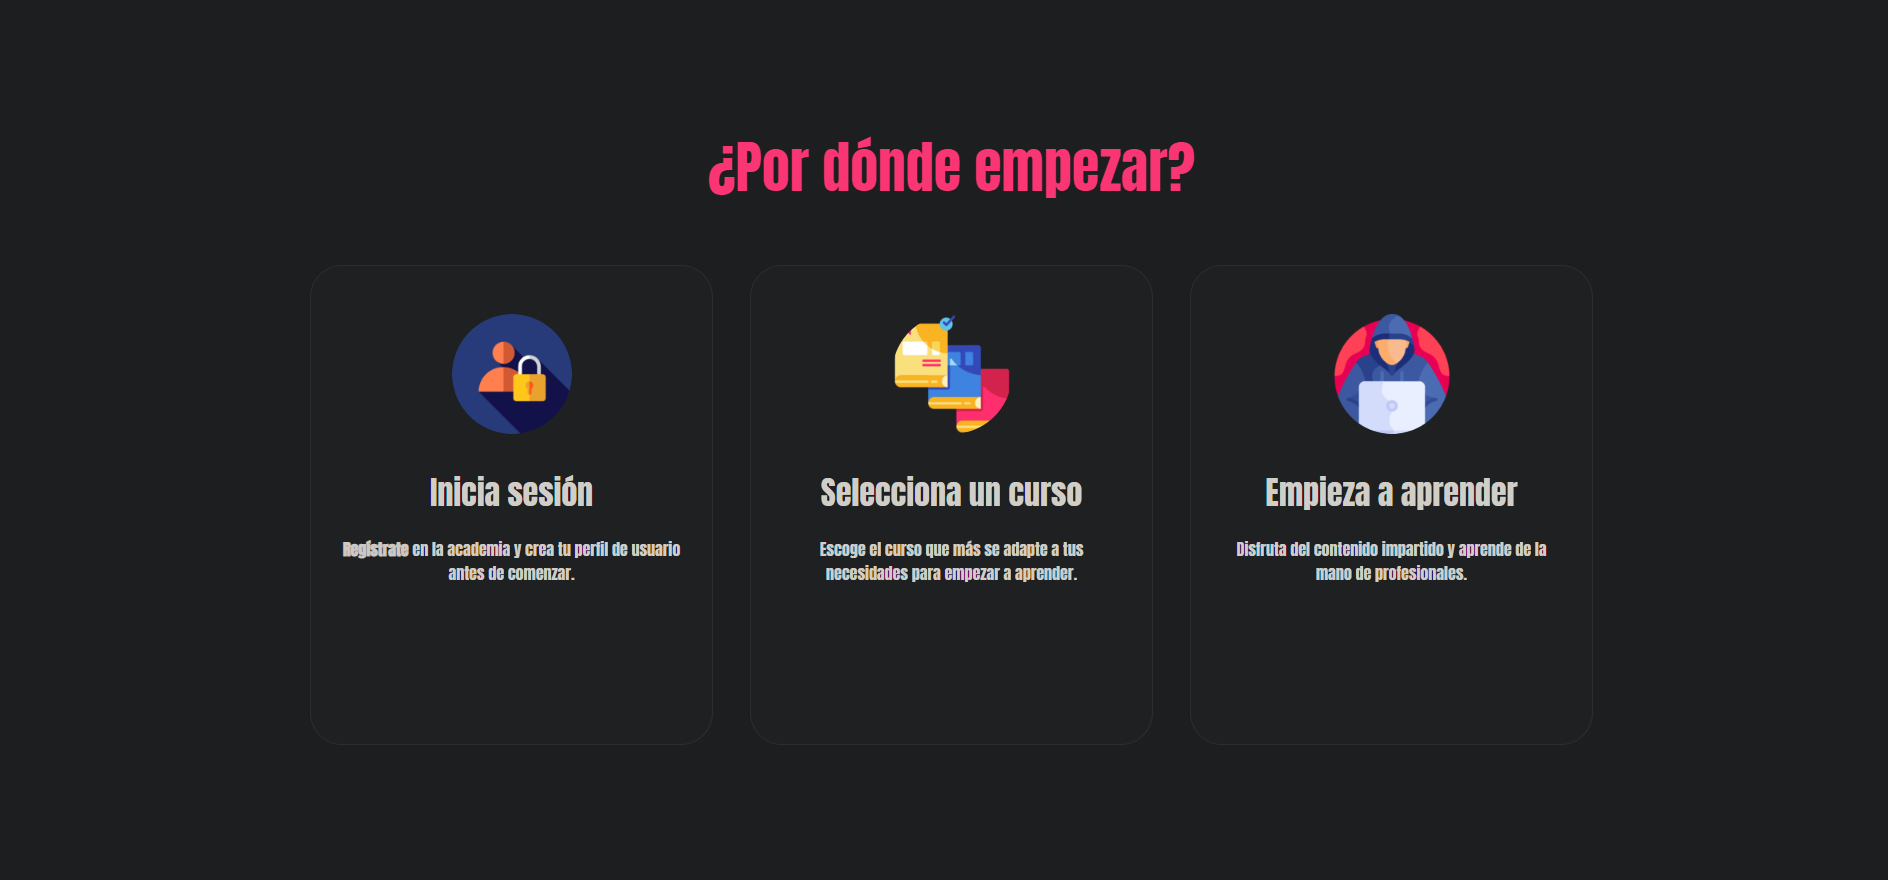 ¿Por dónde empezar?
Inicia sesión
Regístrate en la academia y crea tu perfil de usuario
antes de comenzar.
Selecciona un curso
Escoge el curso que más se adapte a tus
necesidades para empezar a aprender.
Empieza a aprender
Disfruta del contenido impartido y aprende de la
mano de profesionales.